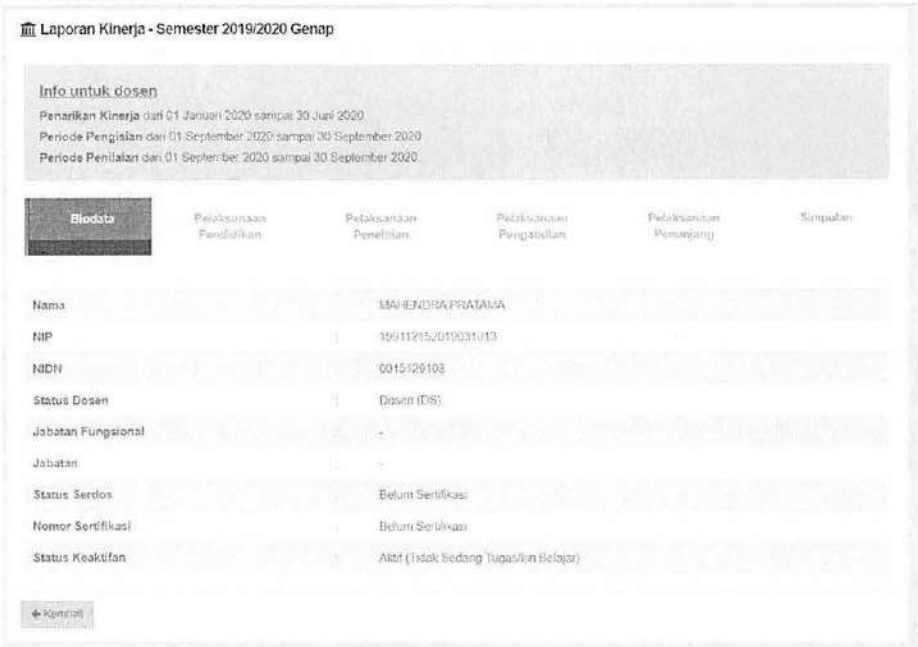 Laporan Kinerja - Semester 2019/2020 Genap
Info untuk dosen
Penarikan Kinerja dari 01 Januari 2020 sampai 30 Juni 2020
Periode Pengisian dari 01 September 2020 sampai 30 September 2020
Periode Penilaian dari 01 September 2020 sampai 30 September 2020.
Biodata
Pelaksanaan
Pendidikan
Pelaksanaan
Penelitian
Pelaksanaan
Pengabdian
Pelaksanaan
Penunjang
Simpulan
Nama MAHENDRA PRATAMA
NIP :
NIDN : 0015129103
Status Dosen : Dosen (DS)
Jabatan Fungsional : -
Jabatan : -
Status Serdos : Belum Sertifikasi
Nomor Sertifikasi : Belum Sertifikasi
Status Keaktifan : Aktif (Tidak Sedang Tugas/Ijin Belajar)
Kembali